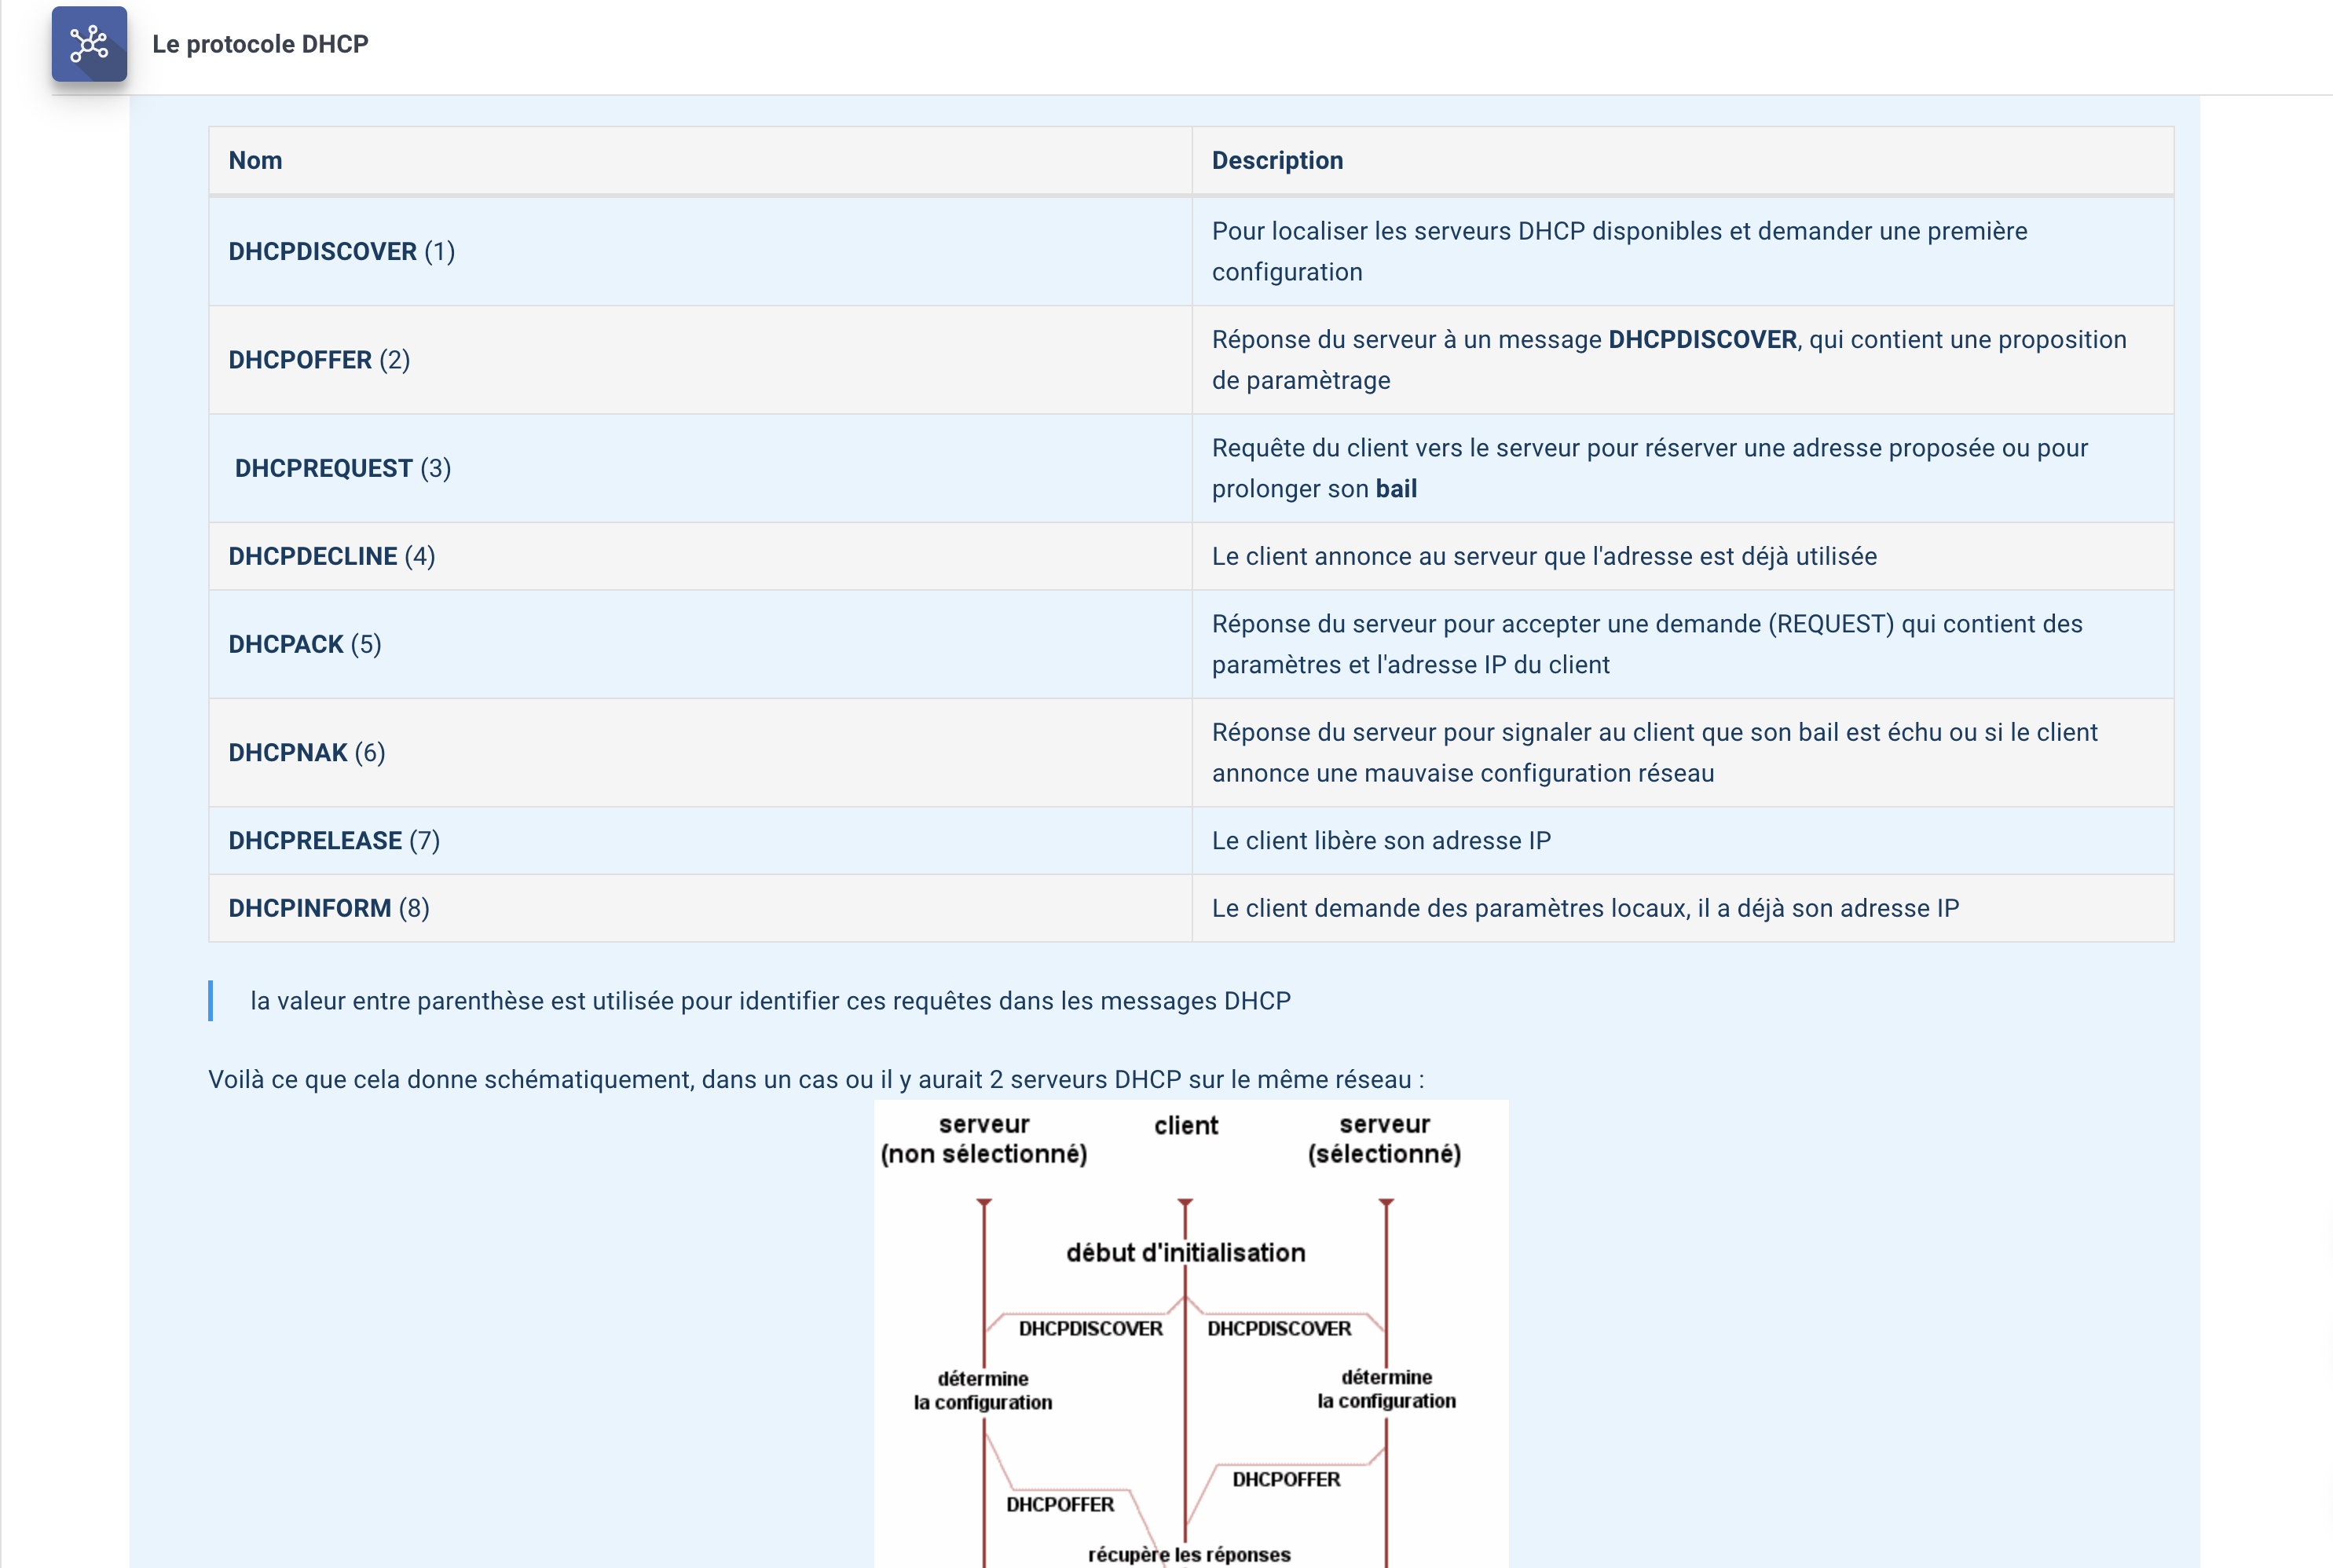 Le protocole DHCP
Nom
Description
DHCPDISCOVER (1)
Pour localiser les serveurs DHCP disponibles et demander une première
configuration
DHCPOFFER (2)
Réponse du serveur à un message DHCPDISCOVER, qui contient une proposition
de paramètrage
DHCPREQUEST (3)
Requête du client vers le serveur pour réserver une adresse proposée ou pour
prolonger son bail
DHCPDECLINE (4)
Le client annonce au serveur que l'adresse est déjà utilisée
DHCPACK (5)
Réponse du serveur pour accepter une demande (REQUEST) qui contient des
paramètres et l'adresse IP du client
DHCPNAK (6)
Réponse du serveur pour signaler au client que son bail est échu ou si le client
annonce une mauvaise configuration réseau
DHCPRELEASE (7)
Le client libère son adresse IP
DHCPINFORM (8)
Le client demande des paramètres locaux, il a déjà son adresse IP
la valeur entre parenthèse est utilisée pour identifier ces requêtes dans les messages DHCP
Voilà ce que cela donne schématiquement, dans un cas ou il y aurait 2 serveurs DHCP sur le même réseau :
serveur
(non sélectionné)
client
serveur
(sélectionné)
début d'initialisation
DHCPDISCOVER
DHCPDISCOVER
détermine
la configuration
détermine
la configuration
DHCPOFFER
DHCPOFFER
récupère les réponses